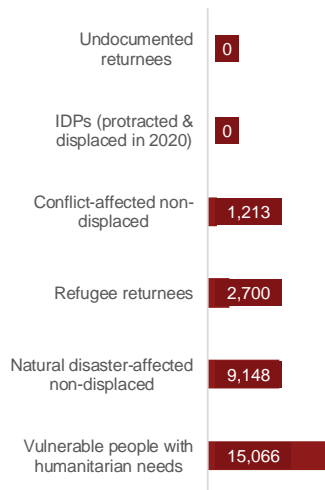 Undocumented
returnees
0
IDPs (protracted &
displaced in 2020)
0
Conflict-affected non-
displaced
1,213
Refugee returnees
2,700
Natural disaster-affected
non-displaced
9,148
Vulnerable people with
humanitarian needs
15,066